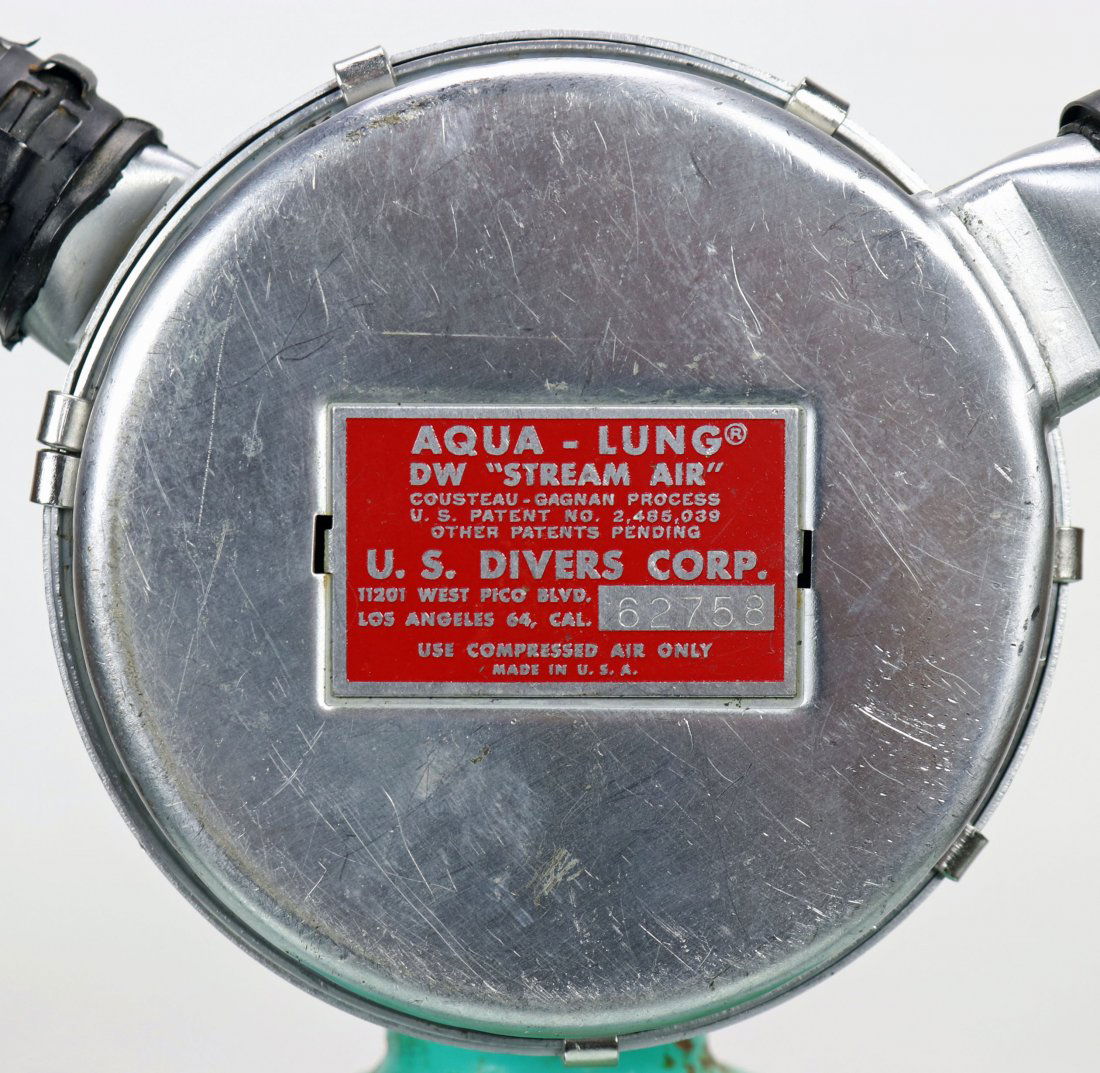 AQUA - LUNG®
DW "STREAM AIR"
COUSTEAU-GAGNAN PROCESS
U. S. PATENT NO. 2,485,039
OTHER PATENTS PENDING
U. S. DIVERS CORP.
11201 WEST PICO BLVD.
LOS ANGELES 64, CAL. 62758
USE COMPRESSED AIR ONLY
MADE IN U. S. A.